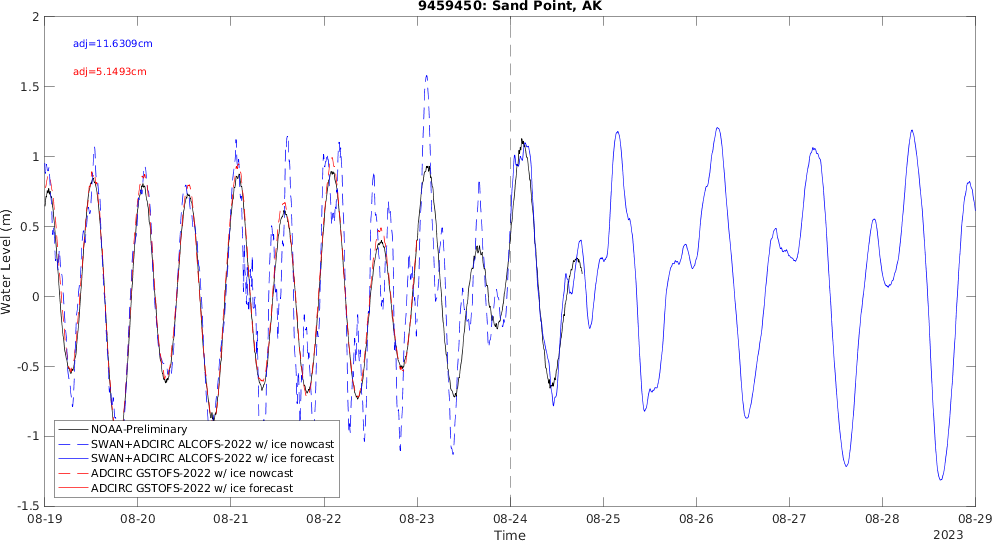 9459450: Sand Point, AK
adj=11.6309cm
adj=5.1493cm
Water Level (m)
2
1.5
1
0.5
0
-0.5
-1
-1.5
NOAA-Preliminary
SWAN+ADCIRC ALCOFS-2022 w/ ice nowcast
SWAN+ADCIRC ALCOFS-2022 w/ ice forecast
ADCIRC GSTOFS-2022 w/ ice nowcast
ADCIRC GSTOFS-2022 w/ ice forecast
08-19 08-20 08-21 08-22 08-23 08-24 08-25 08-26 08-27 08-28 08-29
Time
2023